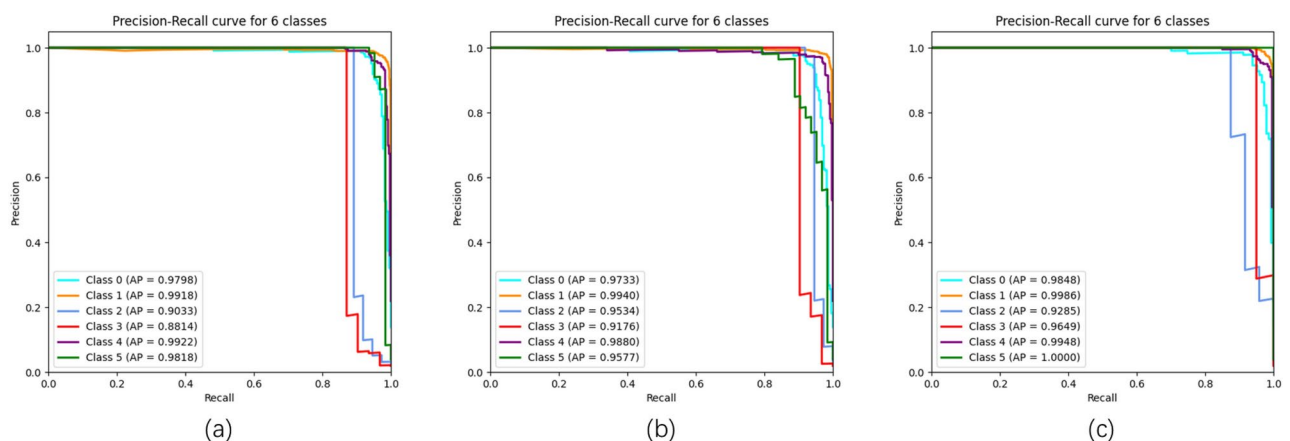 Precision-Recall curve for 6 classes
1.0
0.8
0.6
0.4
0.2
0.0
Precision
Class 0 (AP = 0.9798)
Class 1 (AP = 0.9918)
Class 2 (AP = 0.9033)
Class 3 (AP = 0.8814)
Class 4 (AP = 0.9922)
Class 5 (AP = 0.9818)
0.0 0.2 0.4 0.6 0.8 1.0
Recall
(a)
Precision-Recall curve for 6 classes
1.0
0.8
0.6
0.4
0.2
0.0
Precision
Class 0 (AP = 0.9733)
Class 1 (AP = 0.9940)
Class 2 (AP = 0.9534)
Class 3 (AP = 0.9176)
Class 4 (AP = 0.9880)
Class 5 (AP = 0.9577)
0.0 0.2 0.4 0.6 0.8 1.0
Recall
(b)
Precision-Recall curve for 6 classes
1.0
0.8
0.6
0.4
0.2
0.0
Precision
Class 0 (AP = 0.9848)
Class 1 (AP = 0.9986)
Class 2 (AP = 0.9285)
Class 3 (AP = 0.9649)
Class 4 (AP = 0.9948)
Class 5 (AP = 1.0000)
0.0 0.2 0.4 0.6 0.8 1.0
Recall
(c)